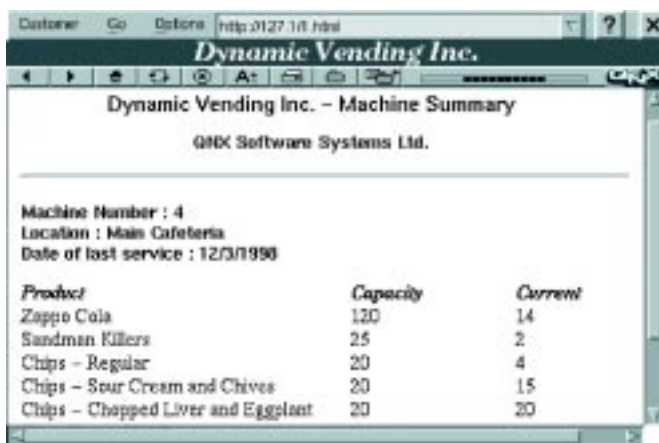 Customer Go Options http://127.1/1.html ? X
Dynamic Vending Inc.
A
Dynamic Vending Inc. – Machine Summary
QNX Software Systems Ltd.
Machine Number : 4
Location : Main Cafeteria
Date of last service : 12/3/1998
Product Capacity Current
Zappo Cola 120 14
Sandman Killers 25 2
Chips – Regular 20 4
Chips – Sour Cream and Chives 20 15
Chips – Chopped Liver and Eggplant 20 20